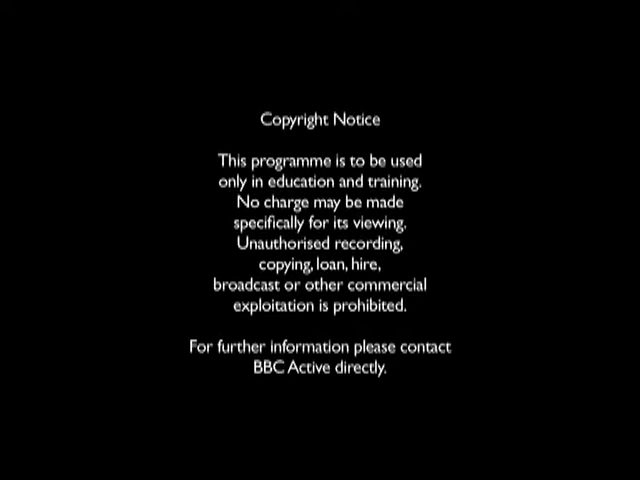 Copyright Notice
This programme is to be used
only in education and training.
No charge may be made
specifically for its viewing.
Unauthorised recording,
copying, loan, hire,
broadcast or other commercial
exploitation is prohibited.
For further information please contact
BBC Active directly.